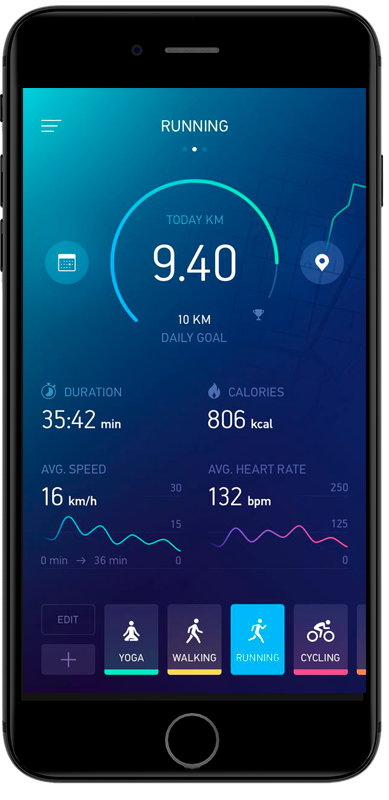 RUNNING
TODAY KM
9.40
10 KM
DAILY GOAL
DURATION
35:42 min
CALORIES
806 kcal
AVG. SPEED
16 km/h
30
15
0
0 min → 36 min
AVG. HEART RATE
132 bpm
250
125
0
EDIT
+
YOGA
WALKING
RUNNING
CYCLING